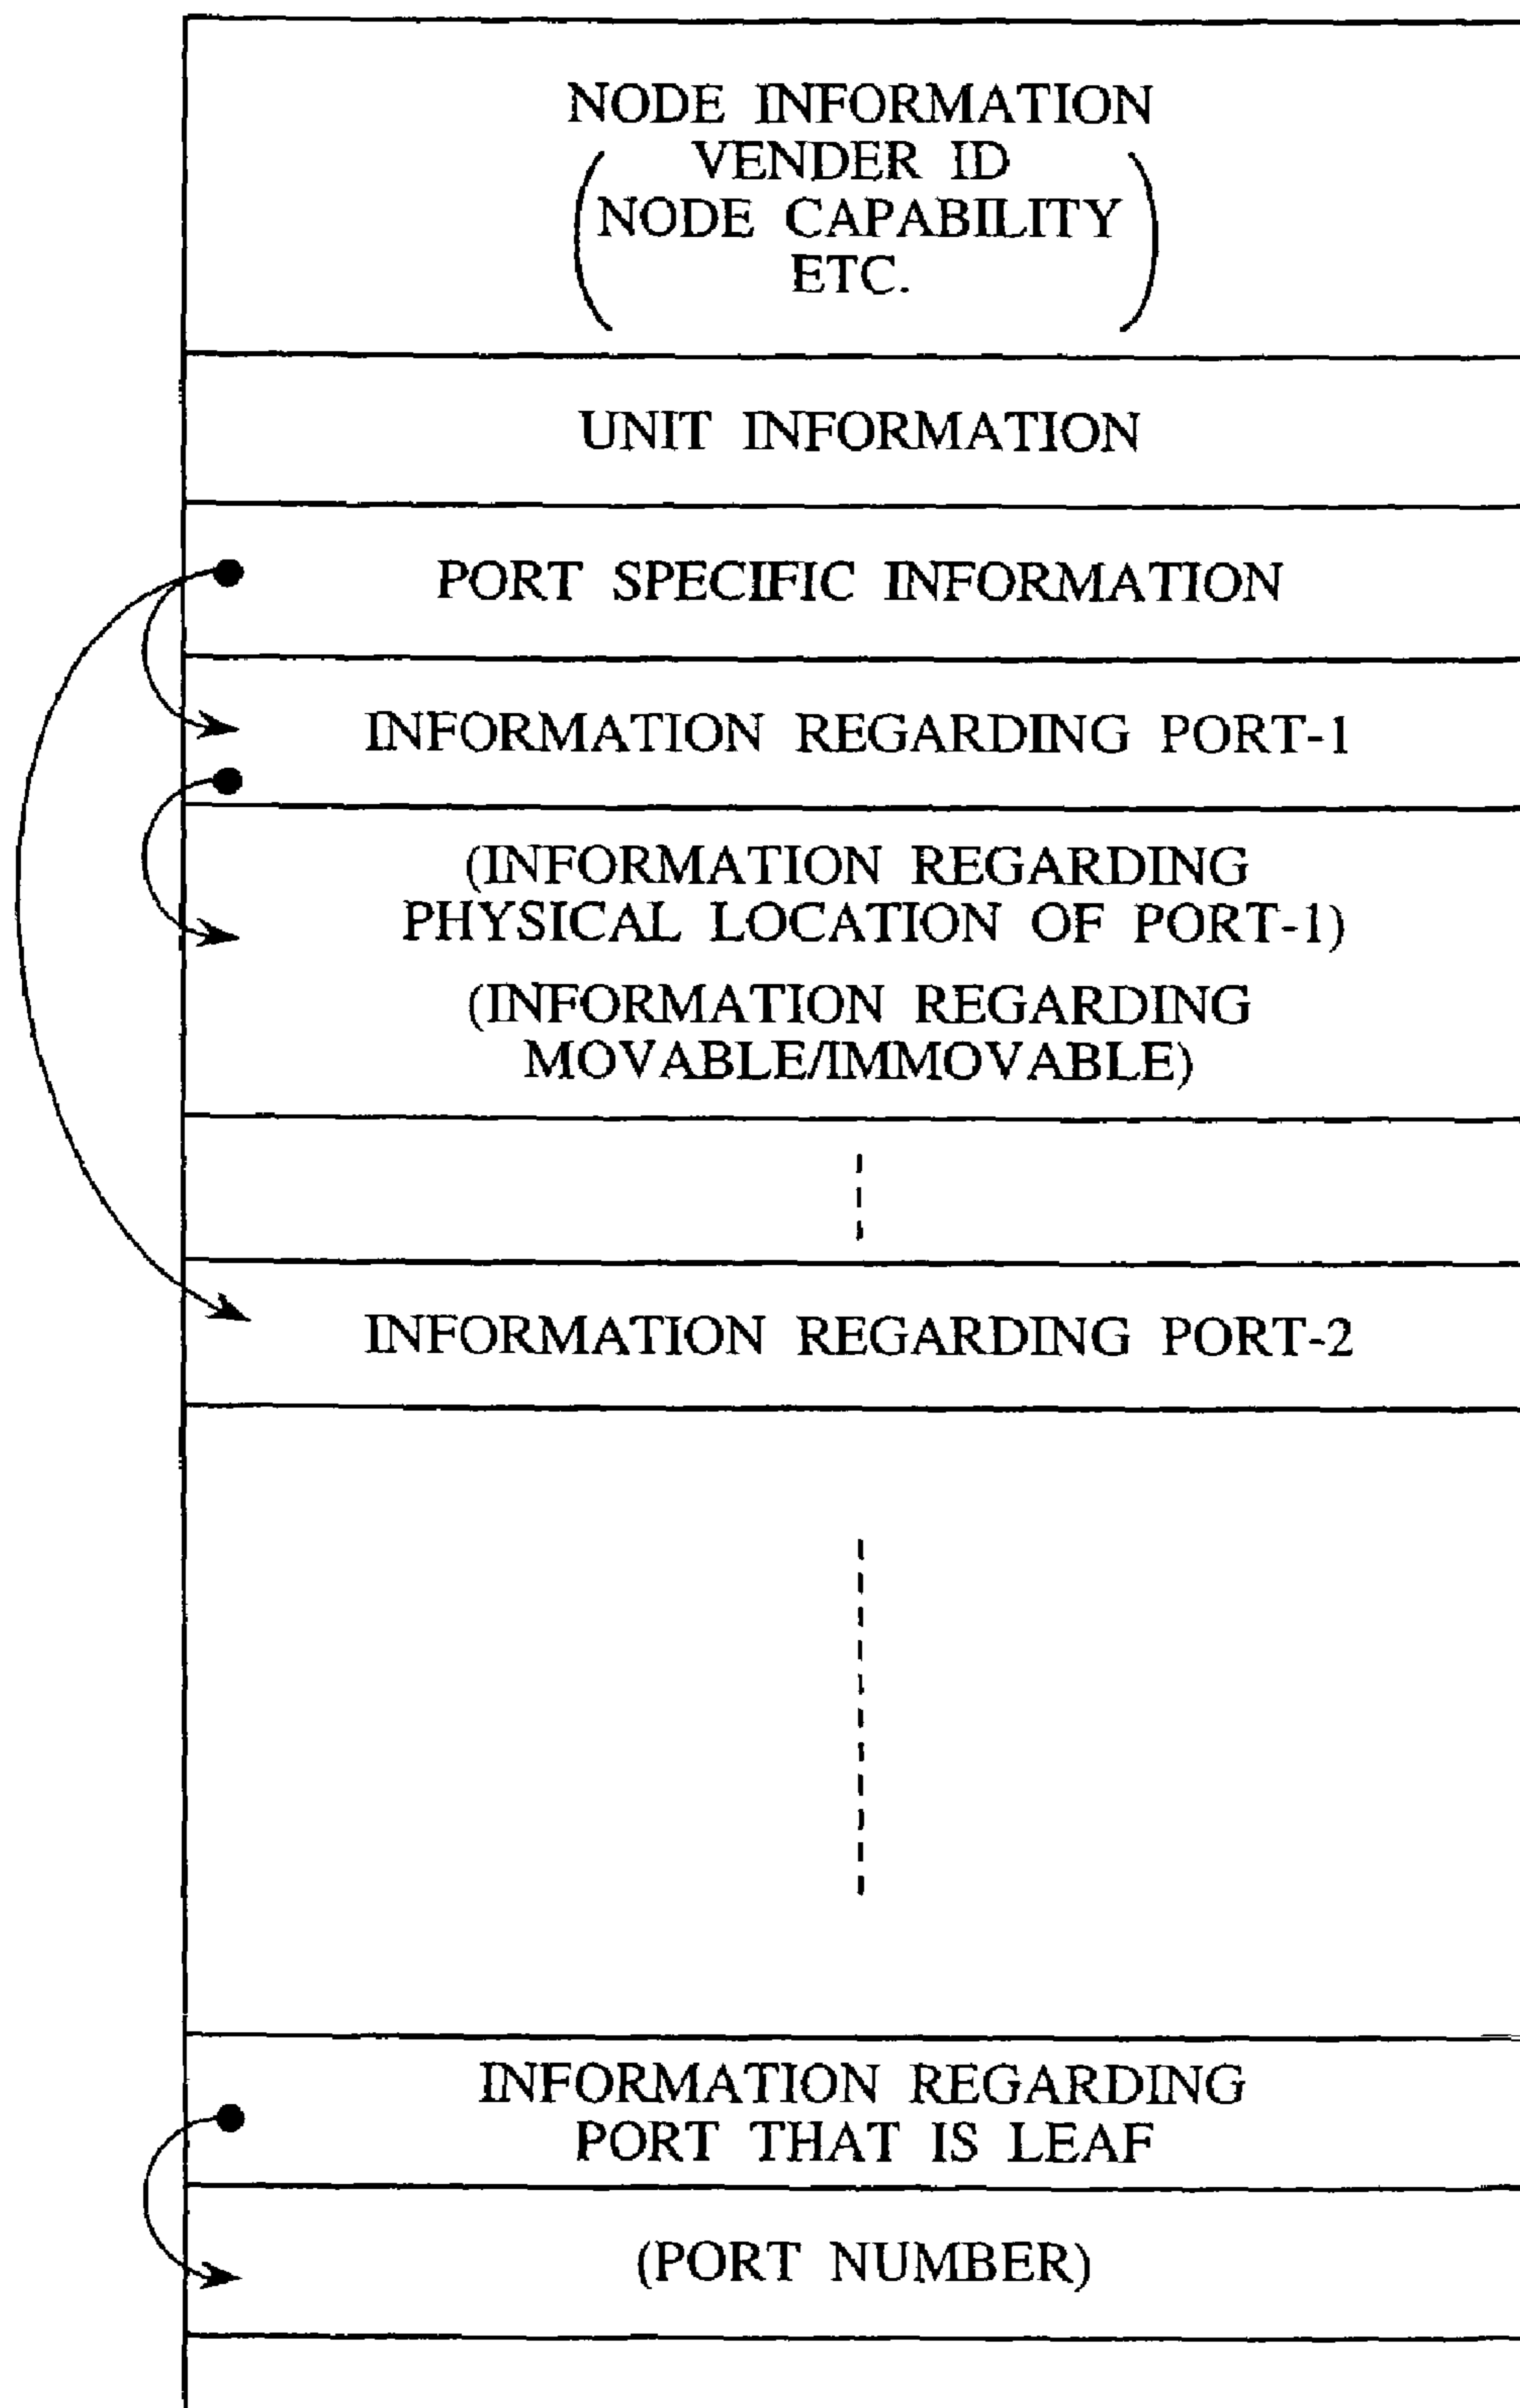 NODE INFORMATION
VENDER ID
NODE CAPABILITY
ETC.
UNIT INFORMATION
PORT SPECIFIC INFORMATION
INFORMATION REGARDING PORT-1
(INFORMATION REGARDING
PHYSICAL LOCATION OF PORT-1)
(INFORMATION REGARDING
MOVABLE/IMMOVABLE)
INFORMATION REGARDING PORT-2
INFORMATION REGARDING
PORT THAT IS LEAF
(PORT NUMBER)